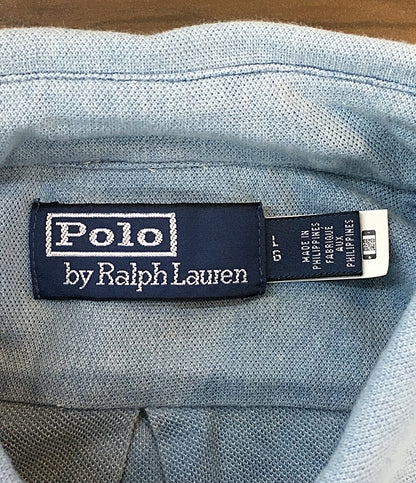 Polo
by Ralph Lauren
L
G
MADE IN
PHILIPPINES
FABRIQUE
AUX
PHILIPPINES